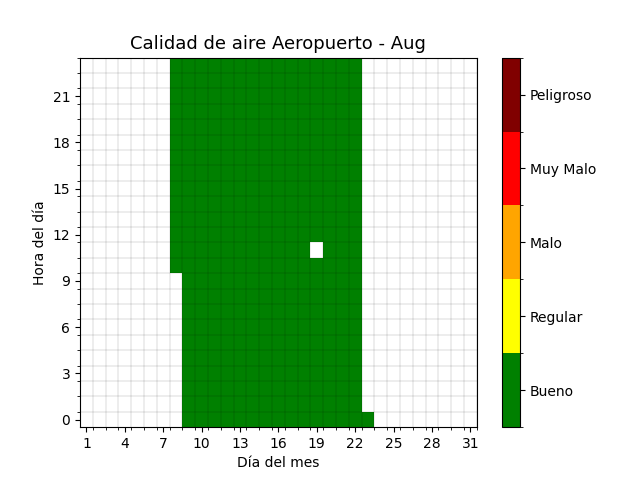 Calidad de aire Aeropuerto - Aug
Hora del día
21
18
15
12
9
6
3
0
1 4 7 10 13 16 19 22 25 28 31
Día del mes
Peligroso
Muy Malo
Malo
Regular
Bueno